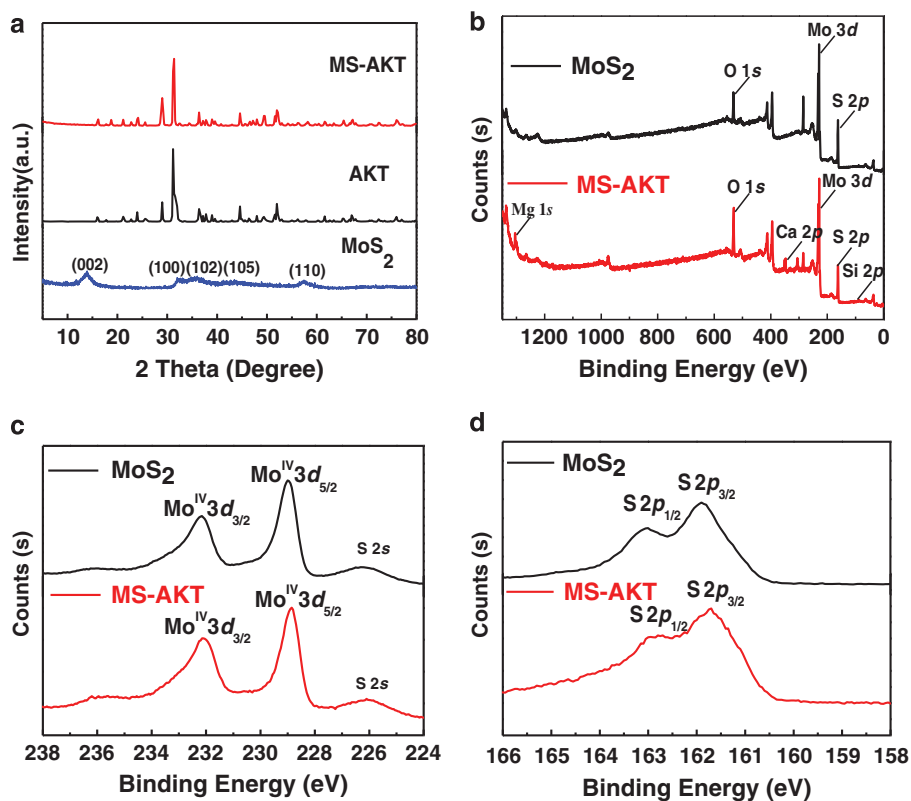 a
MS-AKT
AKT
MoS2
(002)
(100)
(102)
(105)
(110)
Intensity(a.u.)
10 20 30 40 50 60 70 80
2 Theta (Degree)
b
MoS2
O 1s
Mo 3d
S 2p
MS-AKT
Mg 1s
O 1s
Ca 2p
Mo 3d
S 2p
Si 2p
Counts (s)
1200 1000 800 600 400 200 0
Binding Energy (eV)
c
MoS2
MoIV3d3/2
MoIV3d5/2
S 2s
MS-AKT
MoIV3d3/2
MoIV3d5/2
S 2s
Counts (s)
238 236 234 232 230 228 226 224
Binding Energy (eV)
d
MoS2
S 2p1/2
S 2p3/2
MS-AKT
S 2p1/2
S 2p3/2
Counts (s)
166 165 164 163 162 161 160 159 158
Binding Energy (eV)